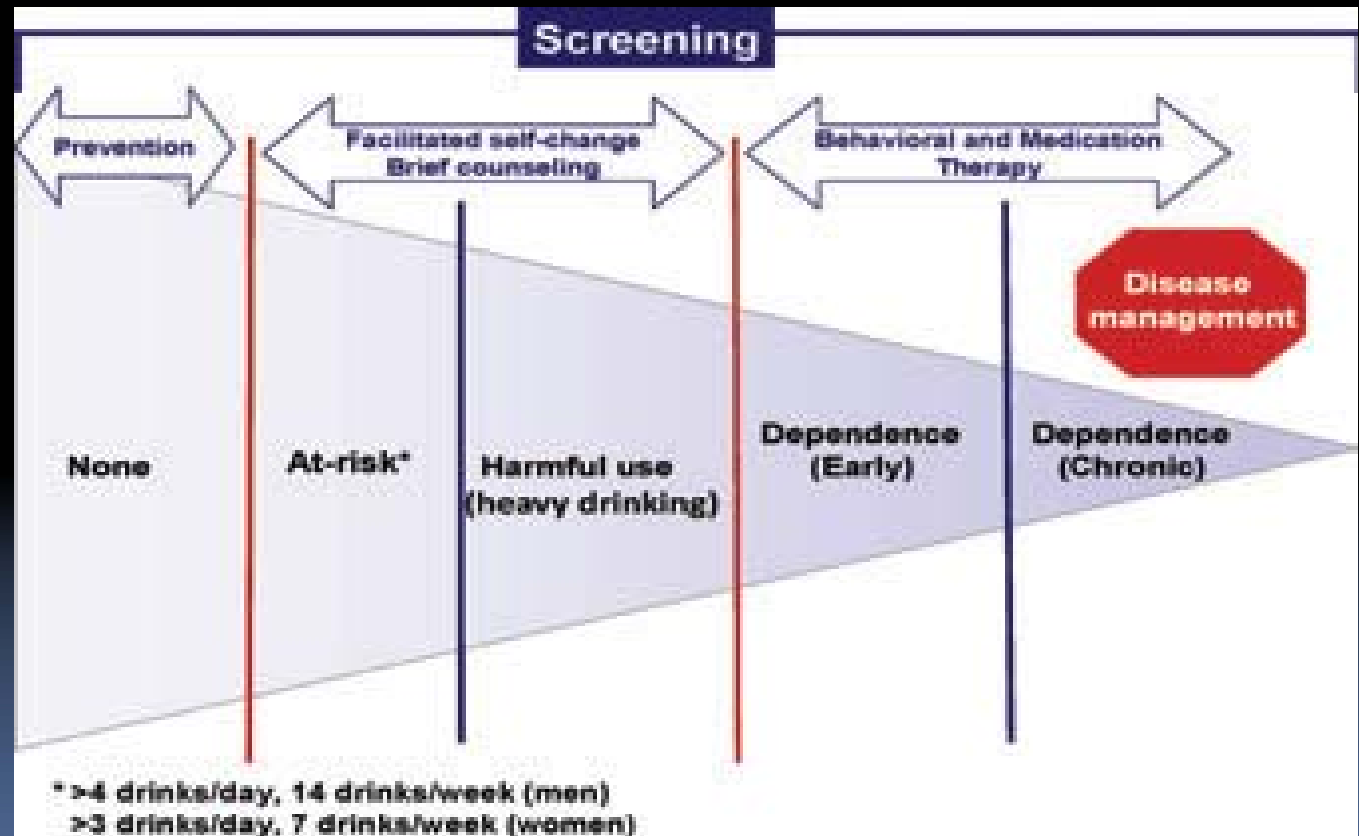 Screening
Prevention
Facilitated self-change
Brief counseling
Behavioral and Medication
Therapy
Disease
management
None
At-risk*
Harmful use
(heavy drinking)
Dependence
(Early)
Dependence
(Chronic)
* >4 drinks/day, 14 drinks/week (men)
>3 drinks/day, 7 drinks/week (women)